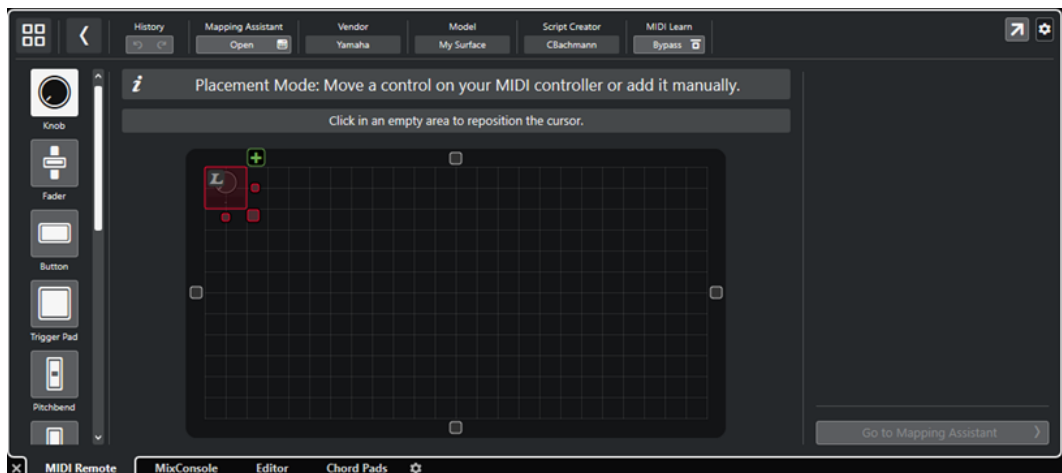 History
Mapping Assistant
Vendor
Model
Script Creator
MIDI Learn
Open
Yamaha
My Surface
CBachmann
Bypass
i
Placement Mode: Move a control on your MIDI controller or add it manually.
Click in an empty area to reposition the cursor.
Knob
Fader
Button
Trigger Pad
Pitchbend
L
Go to Mapping Assistant
MIDI Remote
MixConsole
Editor
Chord Pads